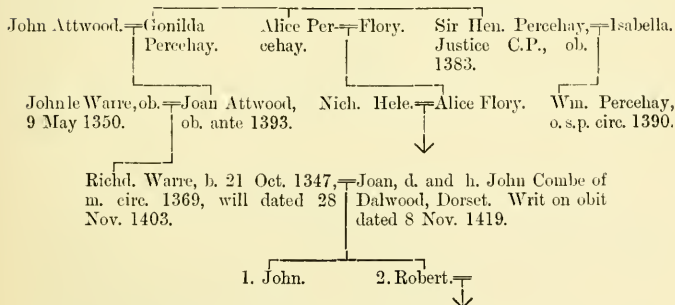 John Attwood. Gonilda Percehay. Alice Percehay. Flory. Sir Hen. Percehay, Justice C.P., ob. 1383. Isabella.
John le Warre, ob. 9 May 1350. Joan Attwood, ob. ante 1393. Nich. Hele. Alice Flory. Wm. Percehay, o. s.p. circ. 1390.
Richd. Warre, b. 21 Oct. 1347, m. circ. 1369, will dated 28 Nov. 1403. Joan, d. and h. John Combe of Dalwood, Dorset. Writ on obit dated 8 Nov. 1419.
1. John. 2. Robert.